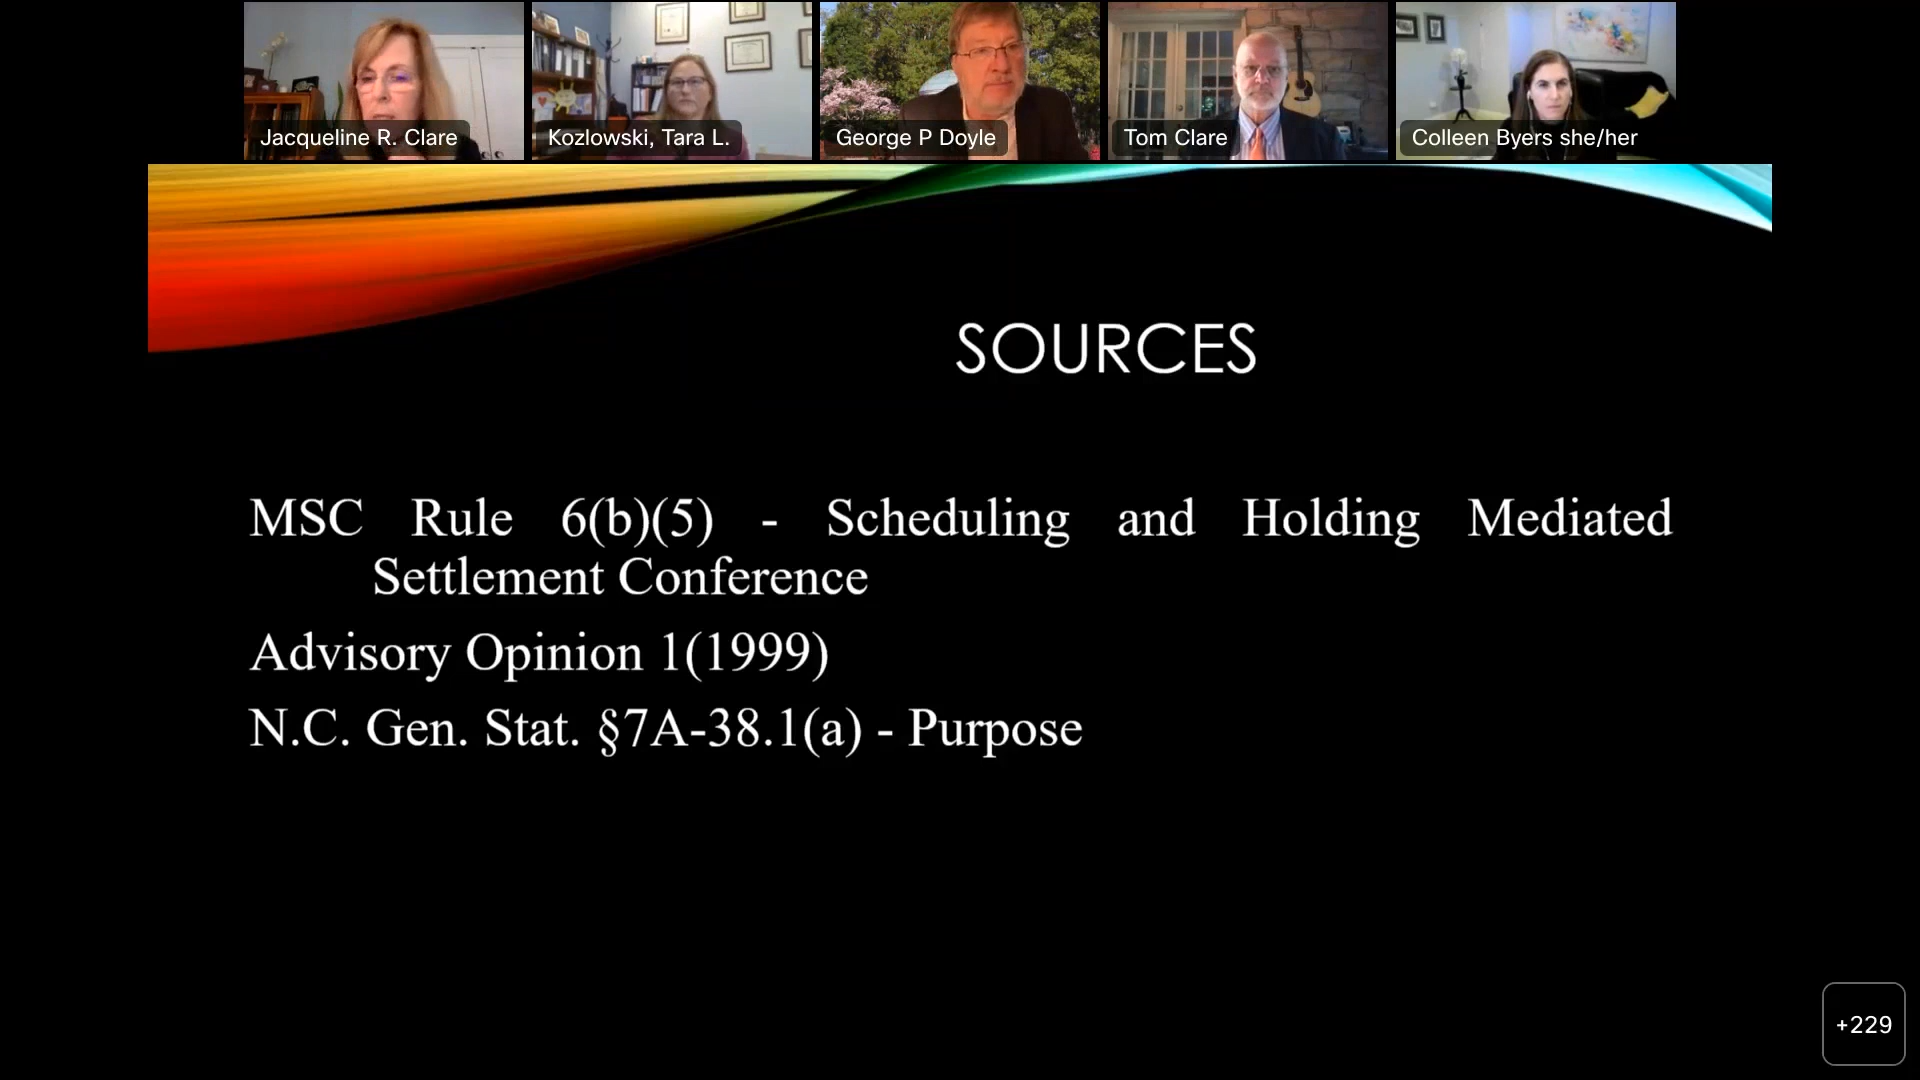 Jacqueline R. Clare
Kozlowski, Tara L.
George P Doyle
Tom Clare
Colleen Byers she/her
SOURCES
MSC Rule 6(b)(5) - Scheduling and Holding Mediated
Settlement Conference
Advisory Opinion 1(1999)
N.C. Gen. Stat. §7A-38.1(a) - Purpose
+229